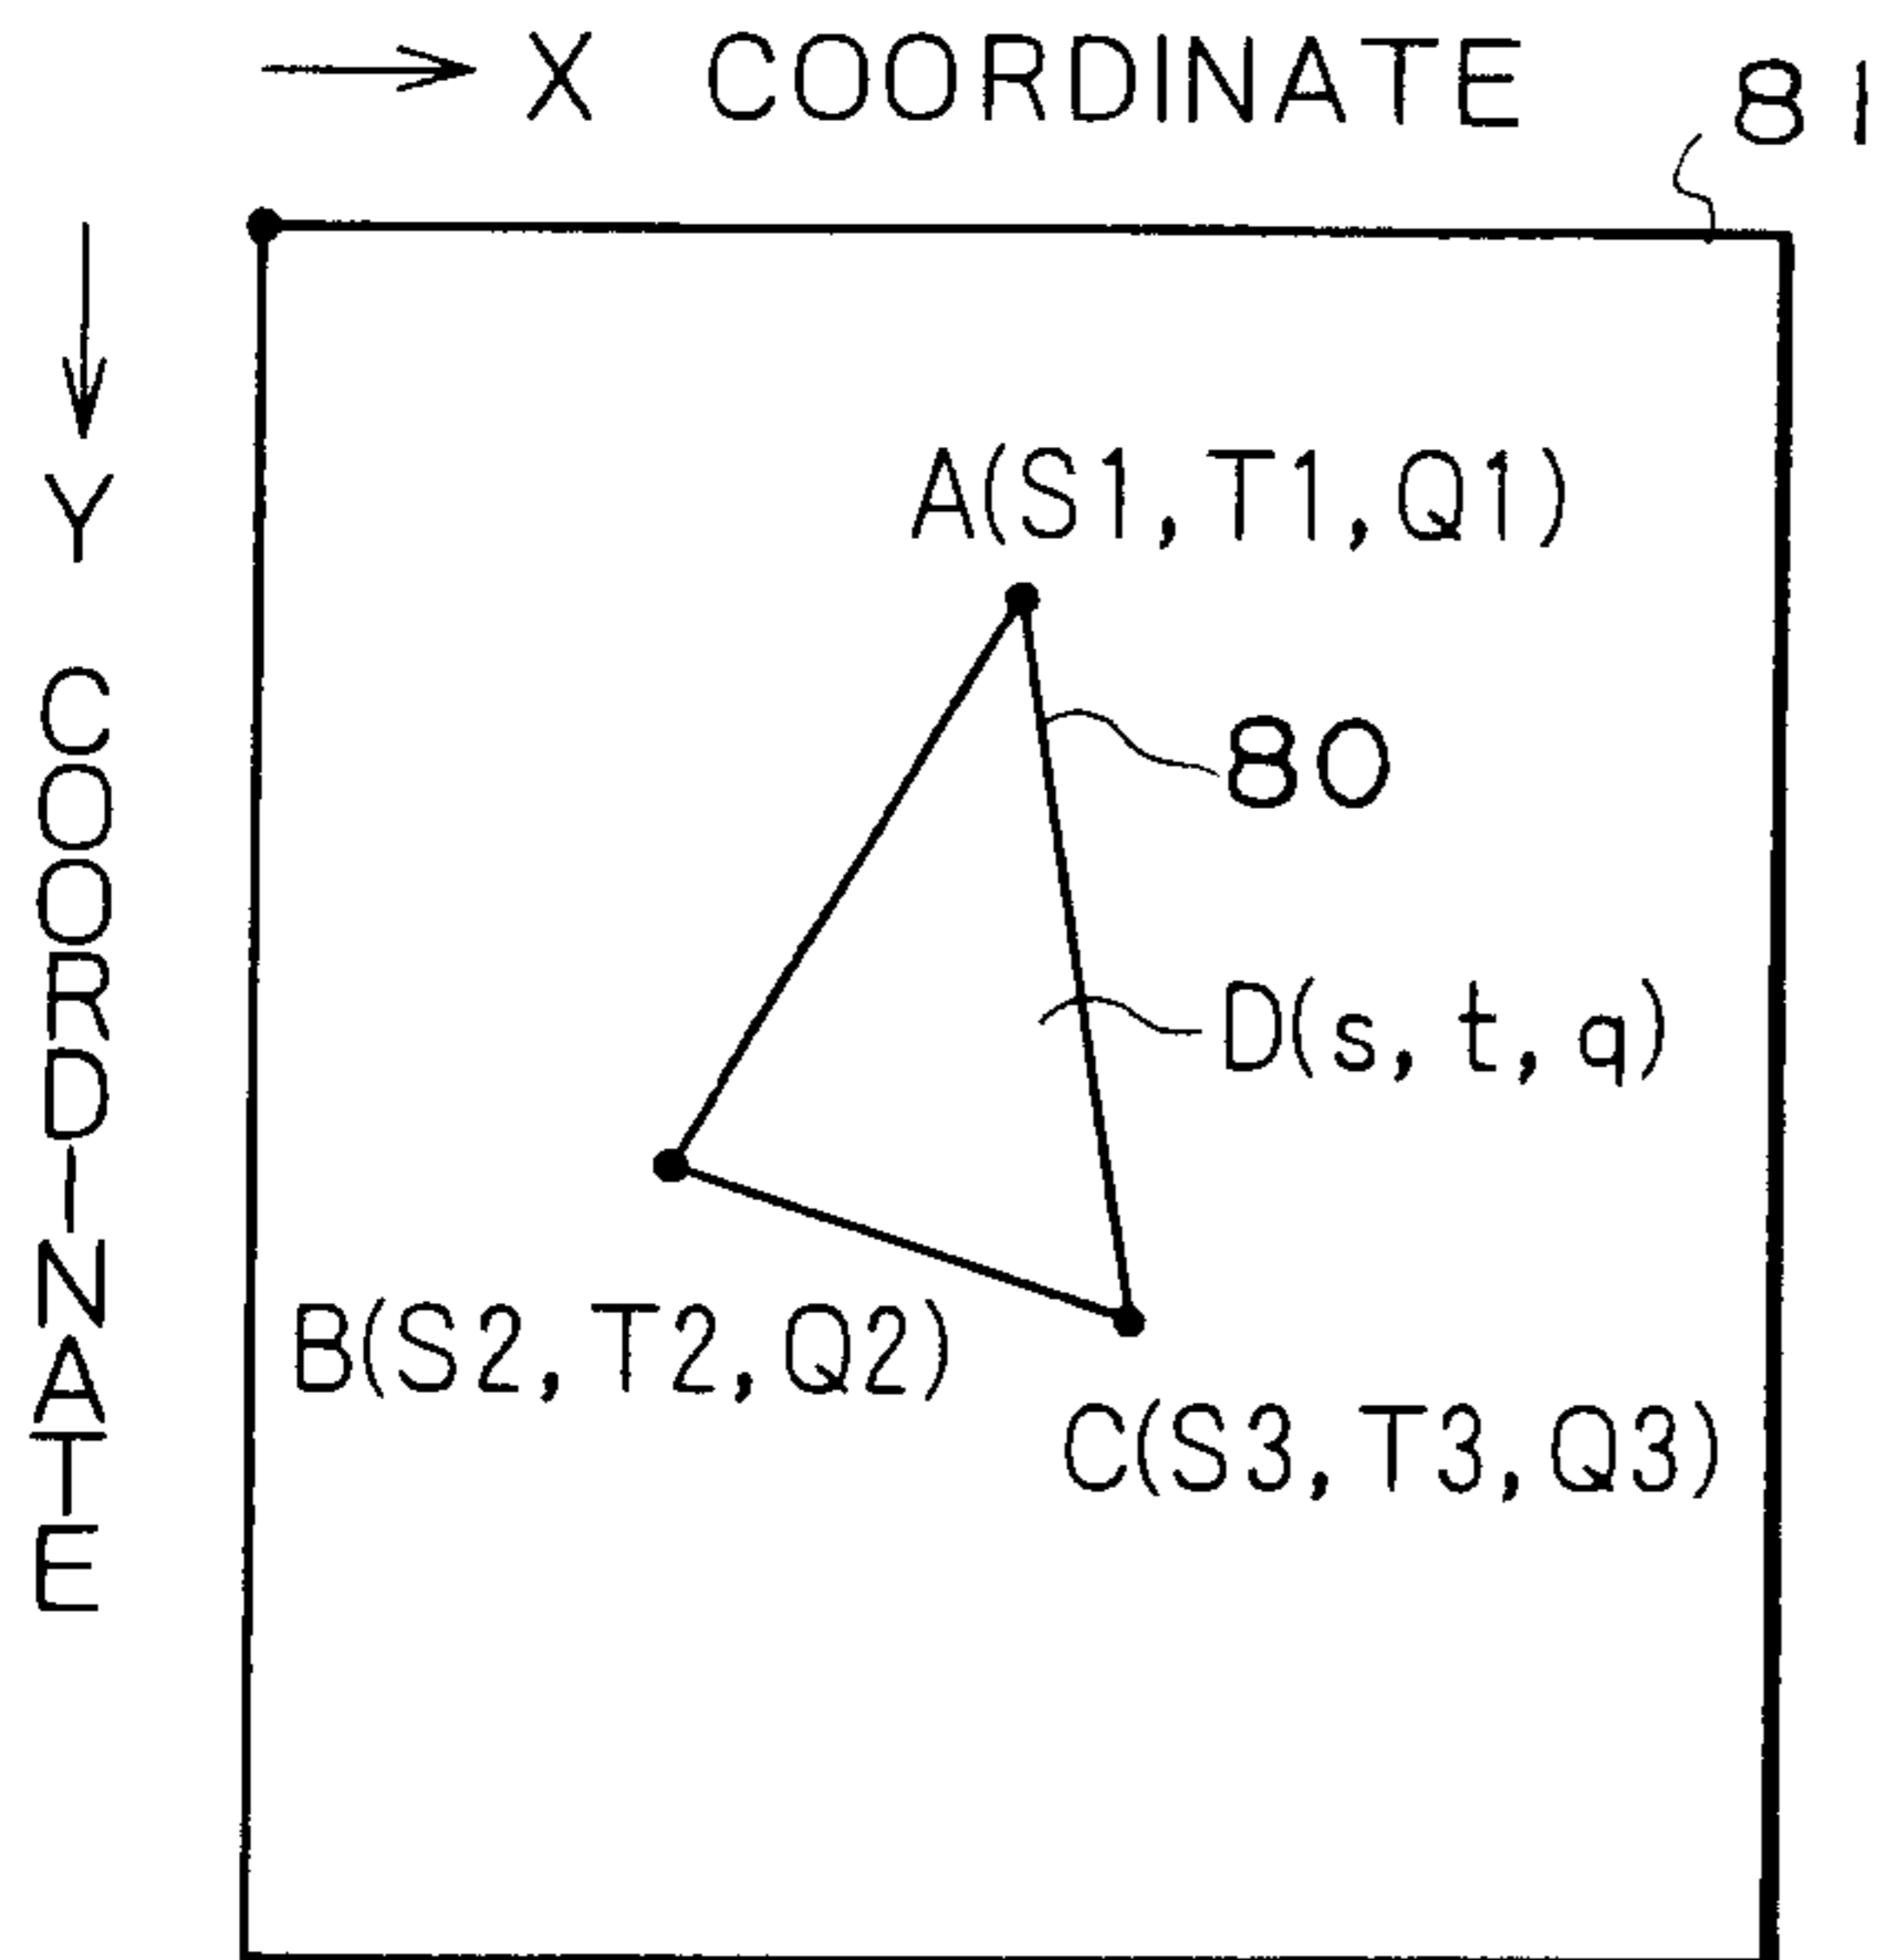 X COORDINATE
81
Y COORDINATE
A(S1,T1,Q1)
80
D(s,t,q)
B(S2,T2,Q2)
C(S3,T3,Q3)